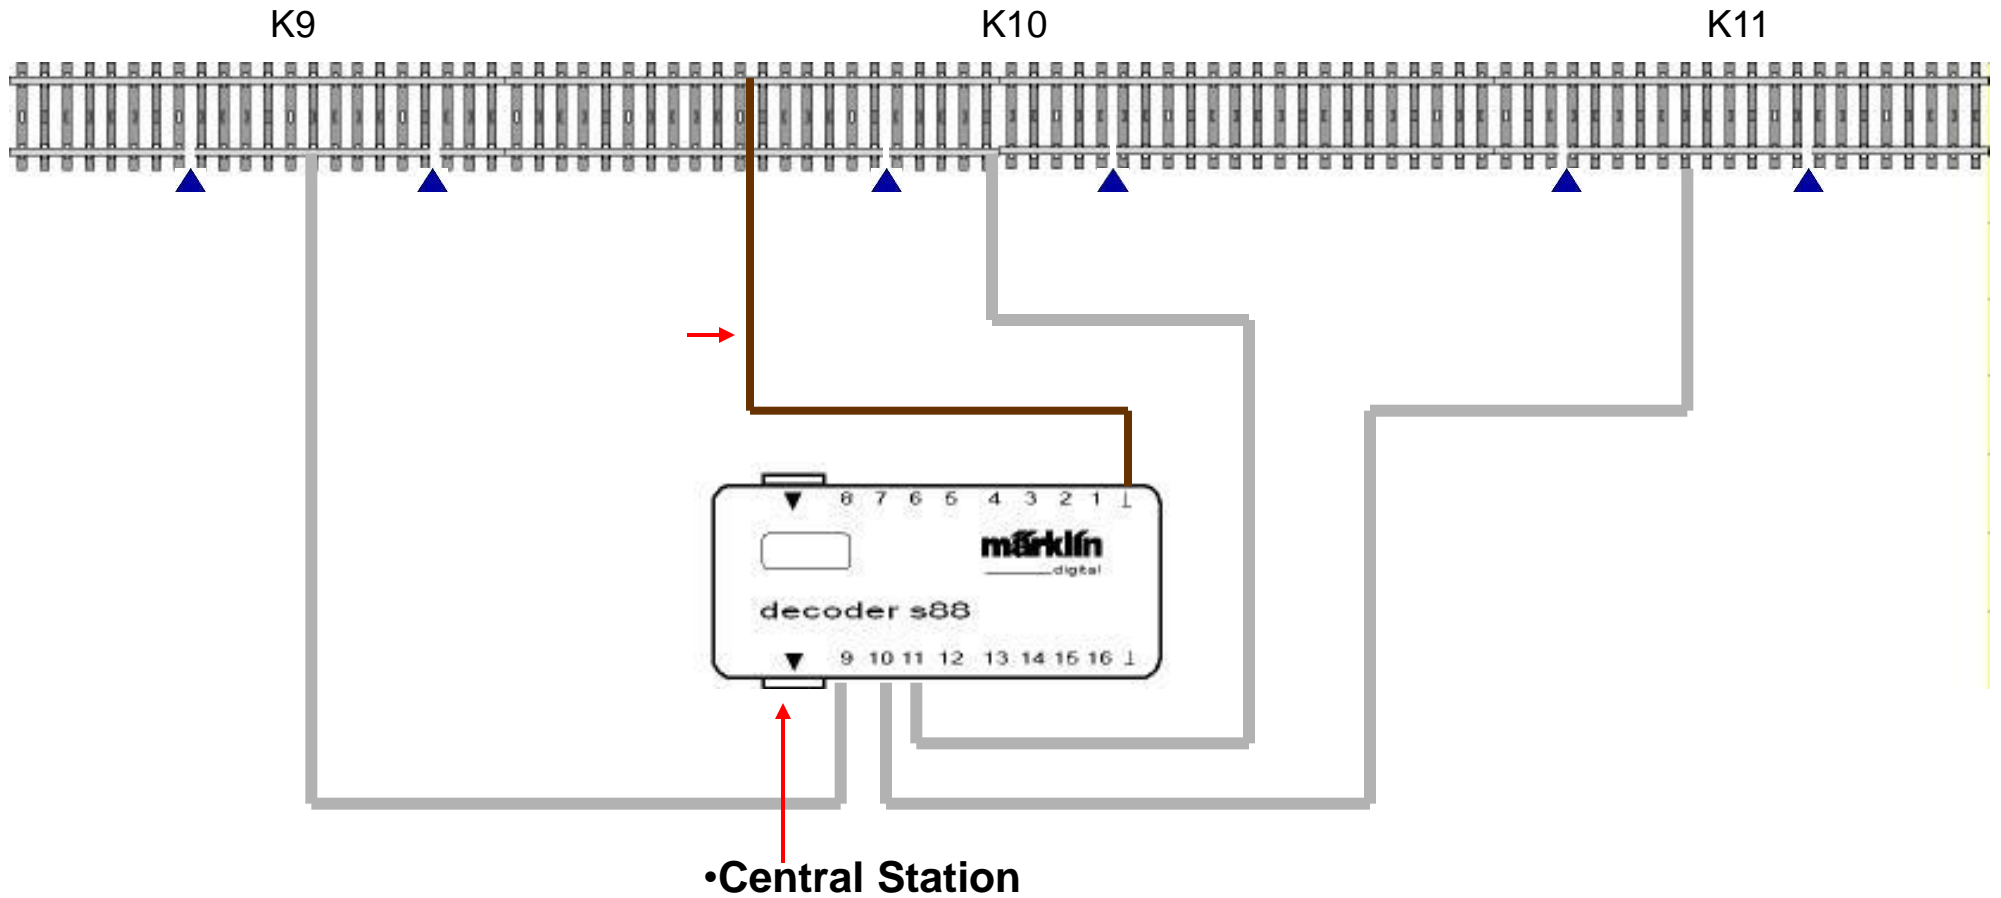 K9 K10 K11
8 7 6 5 4 3 2 1 ⊥
märklin
digital
decoder s88
9 10 11 12 13 14 15 16 ⊥
•Central Station